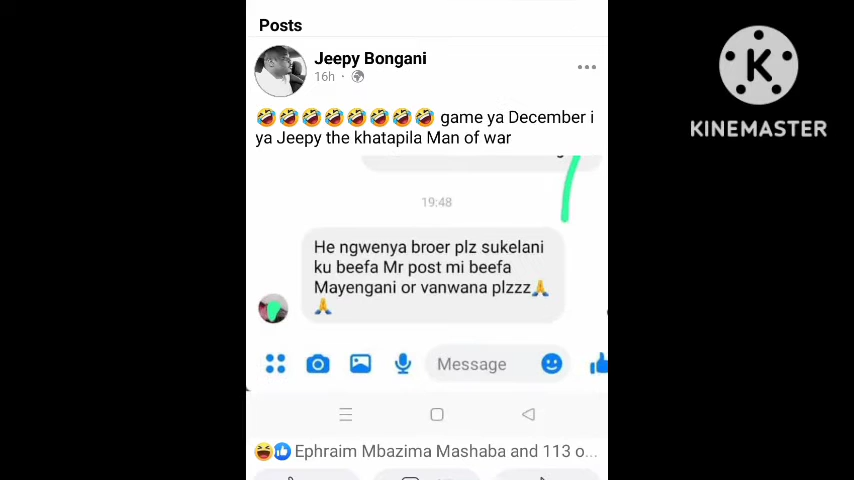 Posts
Jeepy Bongani
16h ·
🤣🤣🤣🤣🤣🤣🤣🤣 game ya December i
ya Jeepy the khatapila Man of war
19:48
He ngwenya broer plz sukelani
ku beefa Mr post mi beefa
Mayengani or vanwana plzzz🙏
🙏
Message
Ephraim Mbazima Mashaba and 113 o...
K
KINEMASTER